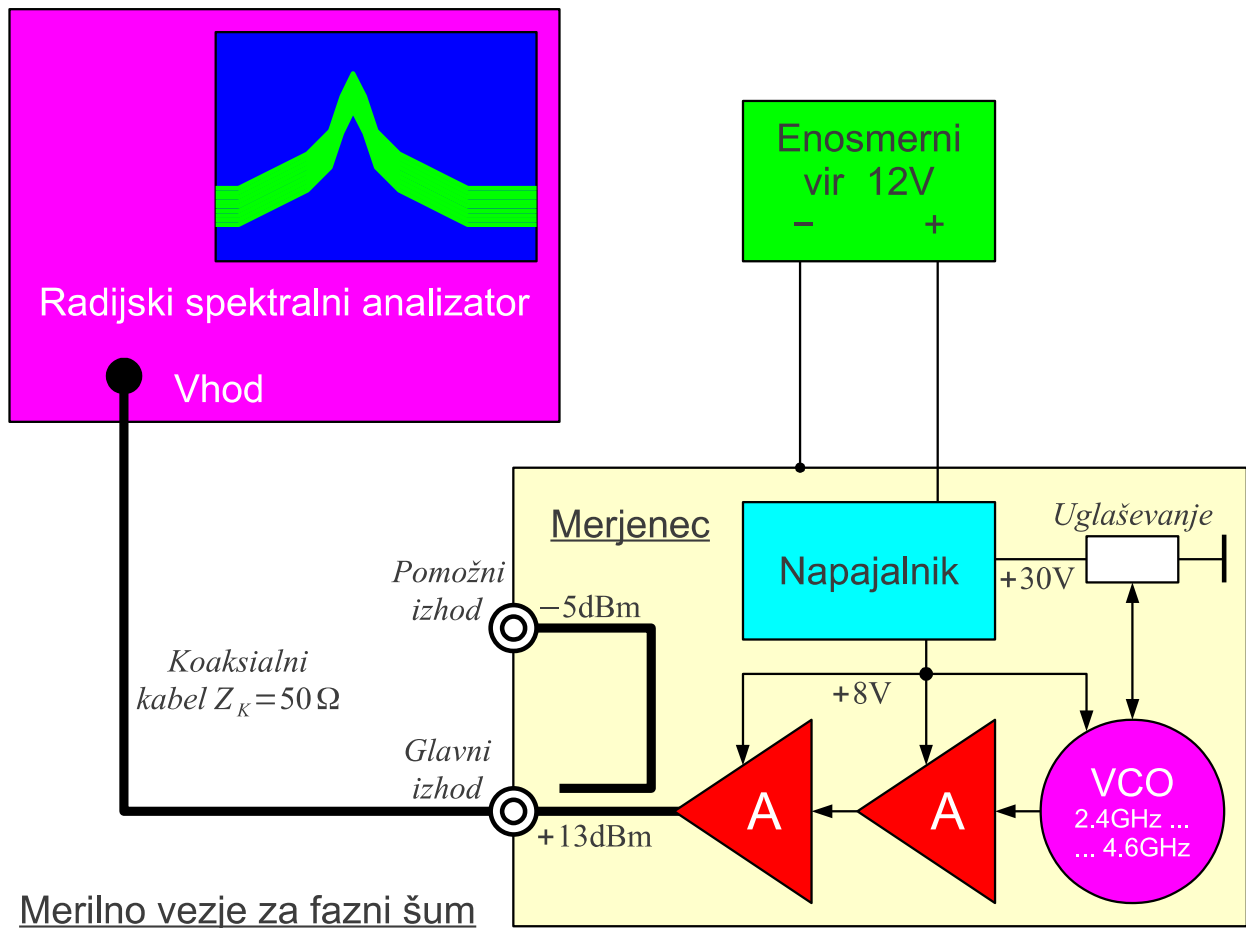 Radijski spektralni analizator
Vhod
Enosmerni
vir 12V
− +
Merjenec
Napajalnik
Uglaševanje
+30V
Pomožni
izhod
−5dBm
Koaksialni
kabel Z_K=50Ω
+8V
Glavni
izhod
+13dBm
A
A
VCO
2.4GHz ...
... 4.6GHz
Merilno vezje za fazni šum